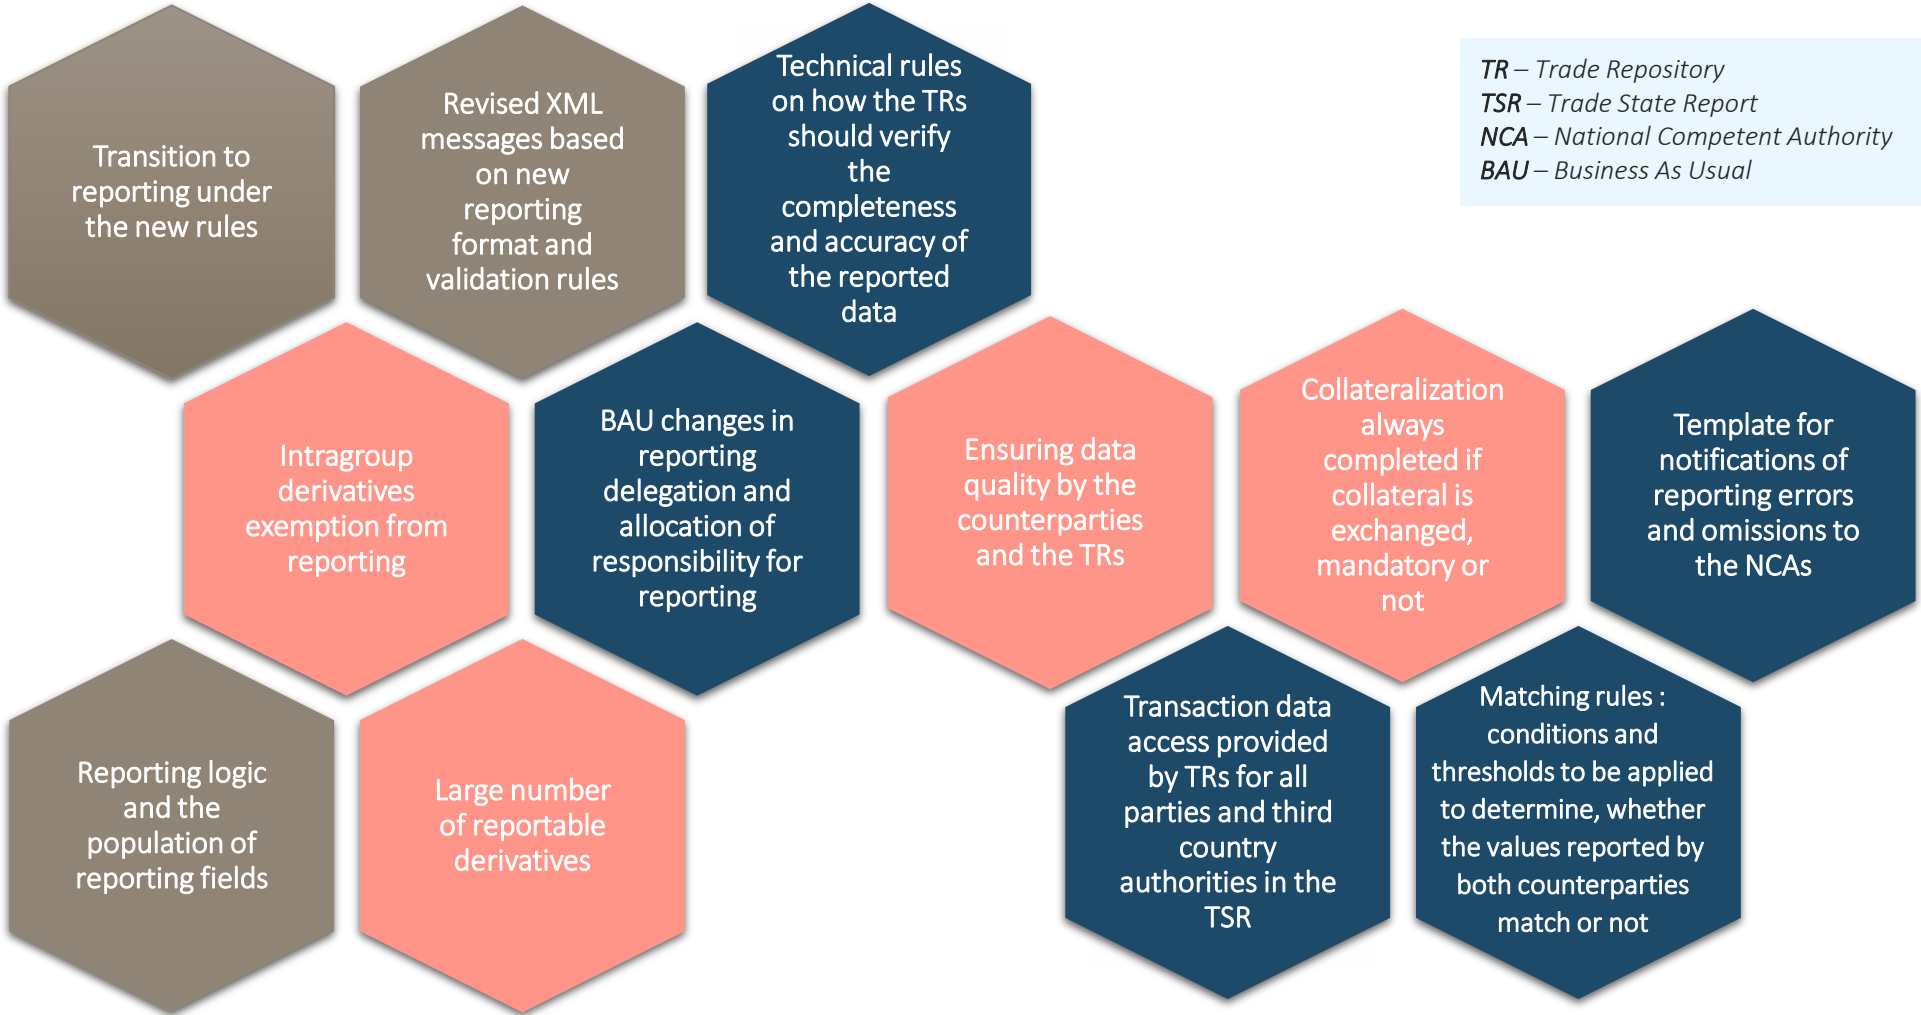 Transition to
reporting under
the new rules
Revised XML
messages based
on new
reporting
format and
validation rules
Technical rules
on how the TRs
should verify
the
completeness
and accuracy of
the reported
data
TR – Trade Repository
TSR – Trade State Report
NCA – National Competent Authority
BAU – Business As Usual
Intragroup
derivatives
exemption from
reporting
BAU changes in
reporting
delegation and
allocation of
responsibility for
reporting
Ensuring data
quality by the
counterparties
and the TRs
Collateralization
always
completed if
collateral is
exchanged,
mandatory or
not
Template for
notifications of
reporting errors
and omissions to
the NCAs
Reporting logic
and the
population of
reporting fields
Large number
of reportable
derivatives
Transaction data
access provided
by TRs for all
parties and third
country
authorities in the
TSR
Matching rules :
conditions and
thresholds to be applied
to determine, whether
the values reported by
both counterparties
match or not